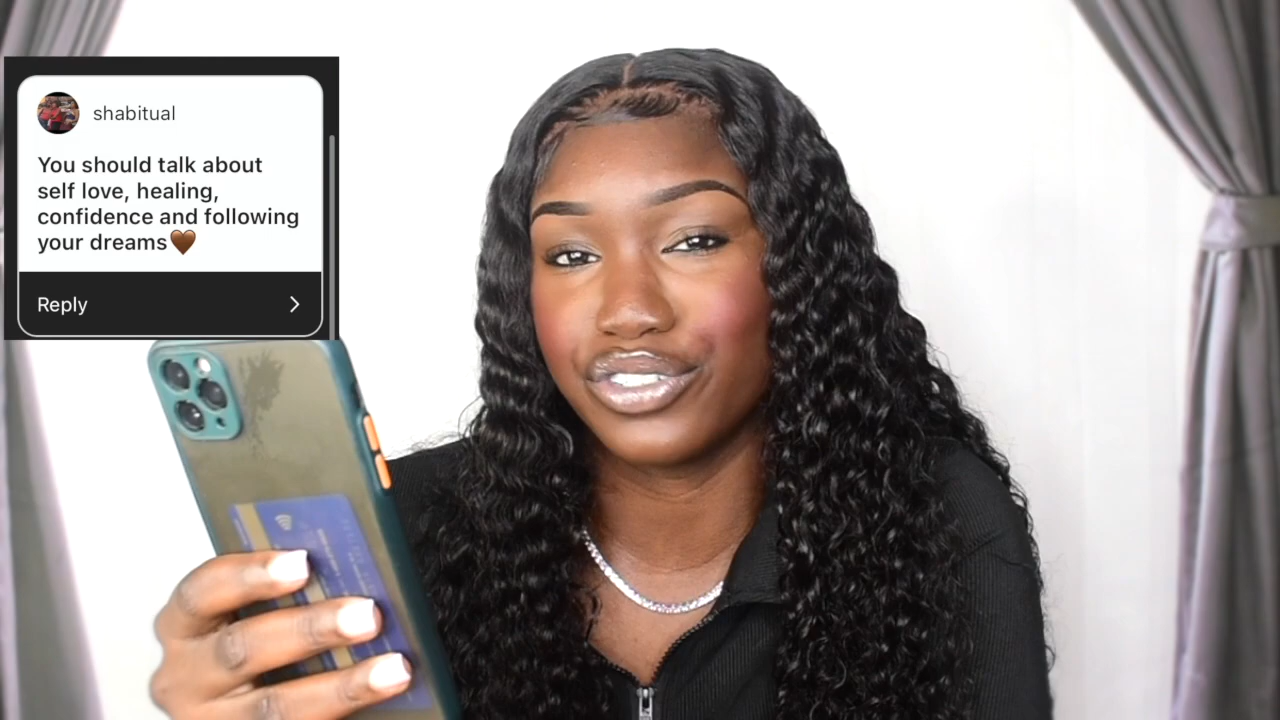 shabitual
You should talk about
self love, healing,
confidence and following
your dreams🤎
Reply